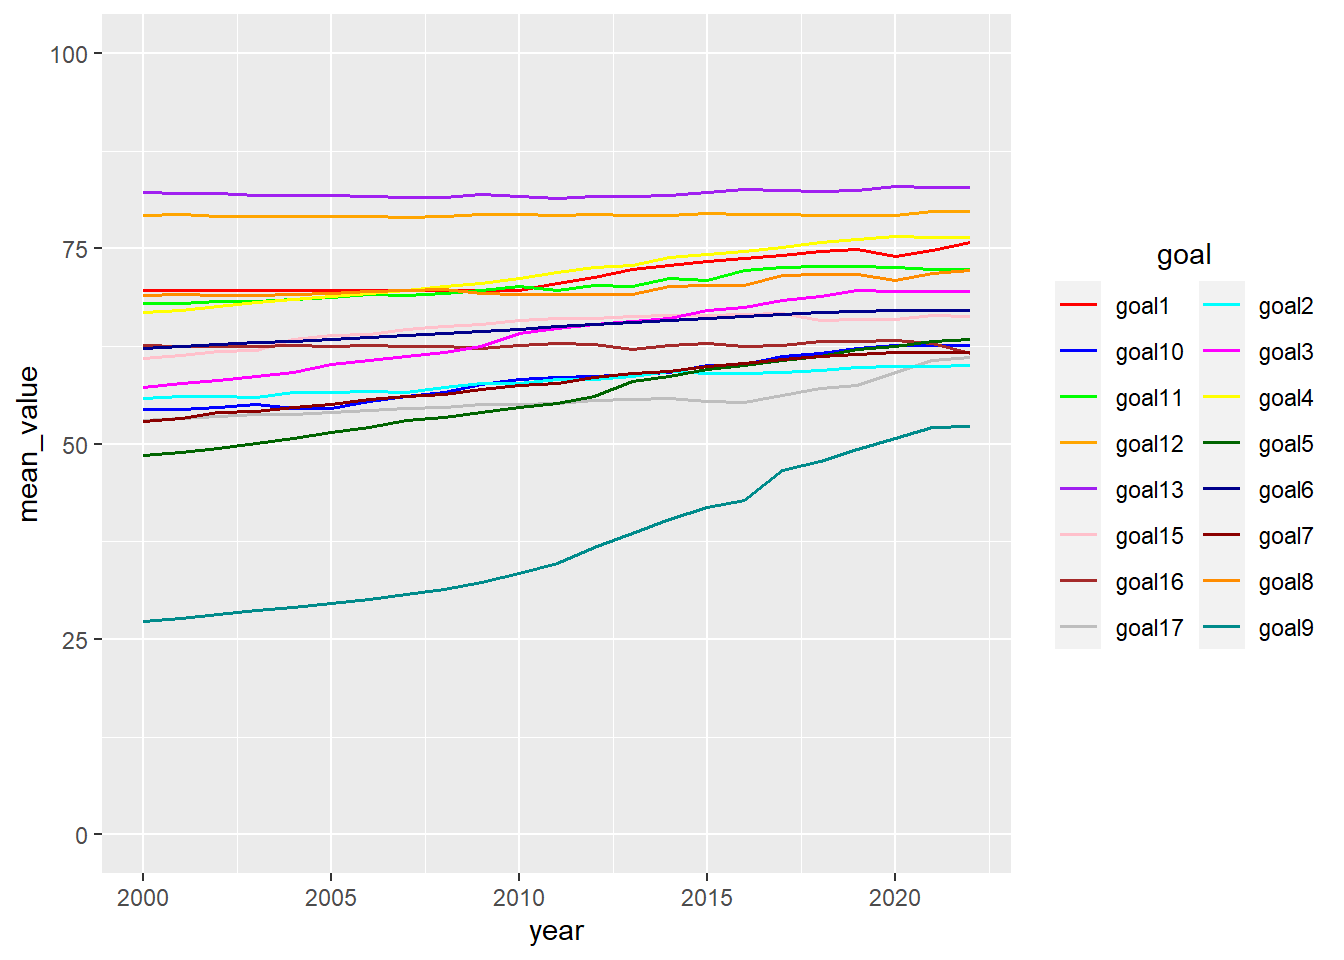 100
75
50
25
0
mean_value
2000 2005 2010 2015 2020
year
goal
goal1 goal2
goal10 goal3
goal11 goal4
goal12 goal5
goal13 goal6
goal15 goal7
goal16 goal8
goal17 goal9